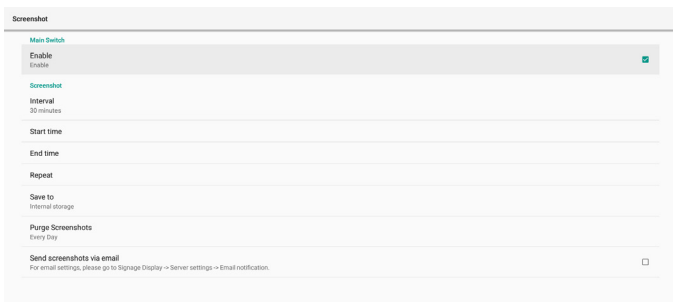 Screenshot
Main Switch
Enable
Enable
Screenshot
Interval
30 minutes
Start time
End time
Repeat
Save to
Internal storage
Purge Screenshots
Every Day
Send screenshots via email
For email settings, please go to Signage Display -> Server settings -> Email notification.